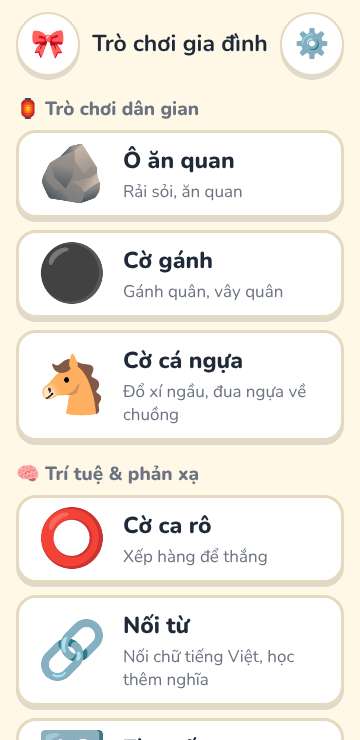 Trò chơi gia đình
Trò chơi dân gian
Ô ăn quan
Rải sỏi, ăn quan
Cờ gánh
Gánh quân, vây quân
Cờ cá ngựa
Đổ xí ngầu, đua ngựa về
chuồng
Trí tuệ & phản xạ
Cờ ca rô
Xếp hàng để thắng
Nối từ
Nối chữ tiếng Việt, học
thêm nghĩa